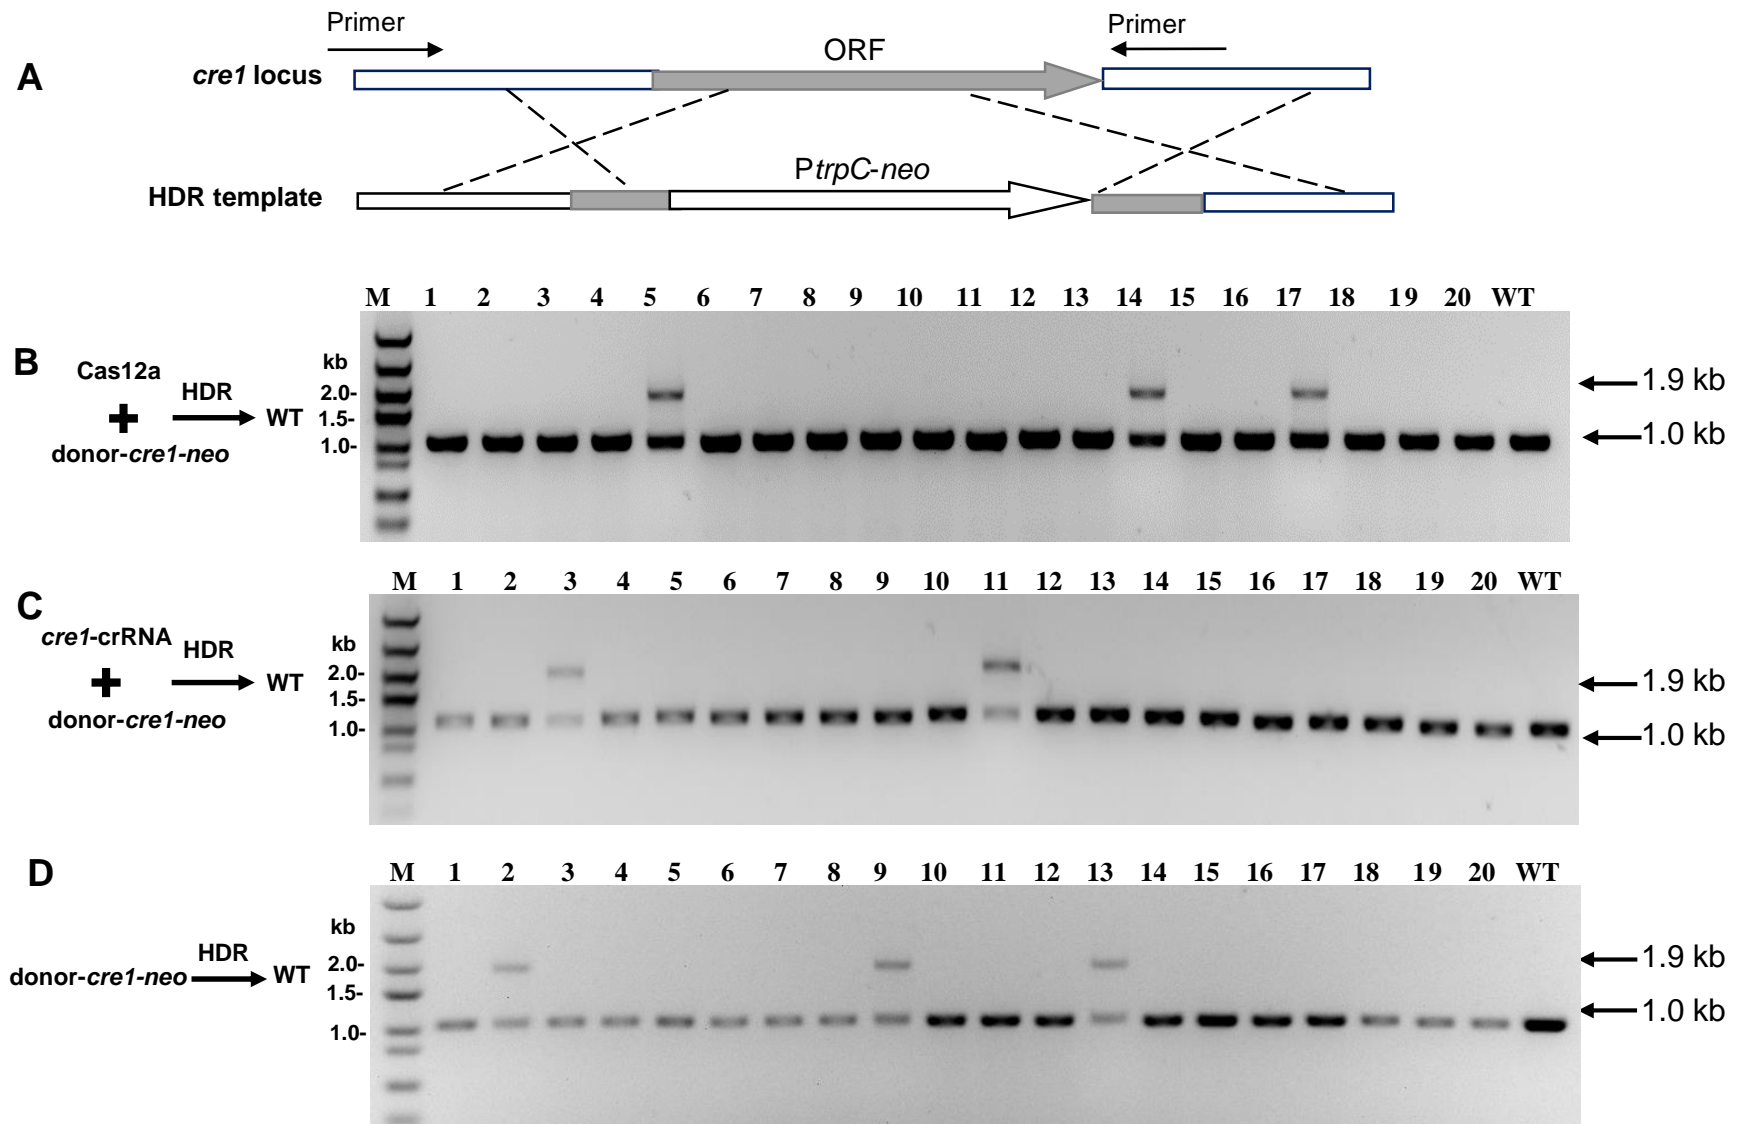 A
Primer
Primer
ORF
cre1 locus
PtrpC-neo
HDR template
B
M 1 2 3 4 5 6 7 8 9 10 11 12 13 14 15 16 17 18 19 20 WT
Cas12a
+
donor-cre1-neo
HDR
WT
kb
2.0-
1.5-
1.0-
1.9 kb
1.0 kb
C
M 1 2 3 4 5 6 7 8 9 10 11 12 13 14 15 16 17 18 19 20 WT
cre1-crRNA
+
donor-cre1-neo
HDR
WT
kb
2.0-
1.5-
1.0-
1.9 kb
1.0 kb
D
M 1 2 3 4 5 6 7 8 9 10 11 12 13 14 15 16 17 18 19 20 WT
donor-cre1-neo
HDR
WT
kb
2.0-
1.5-
1.0-
1.9 kb
1.0 kb